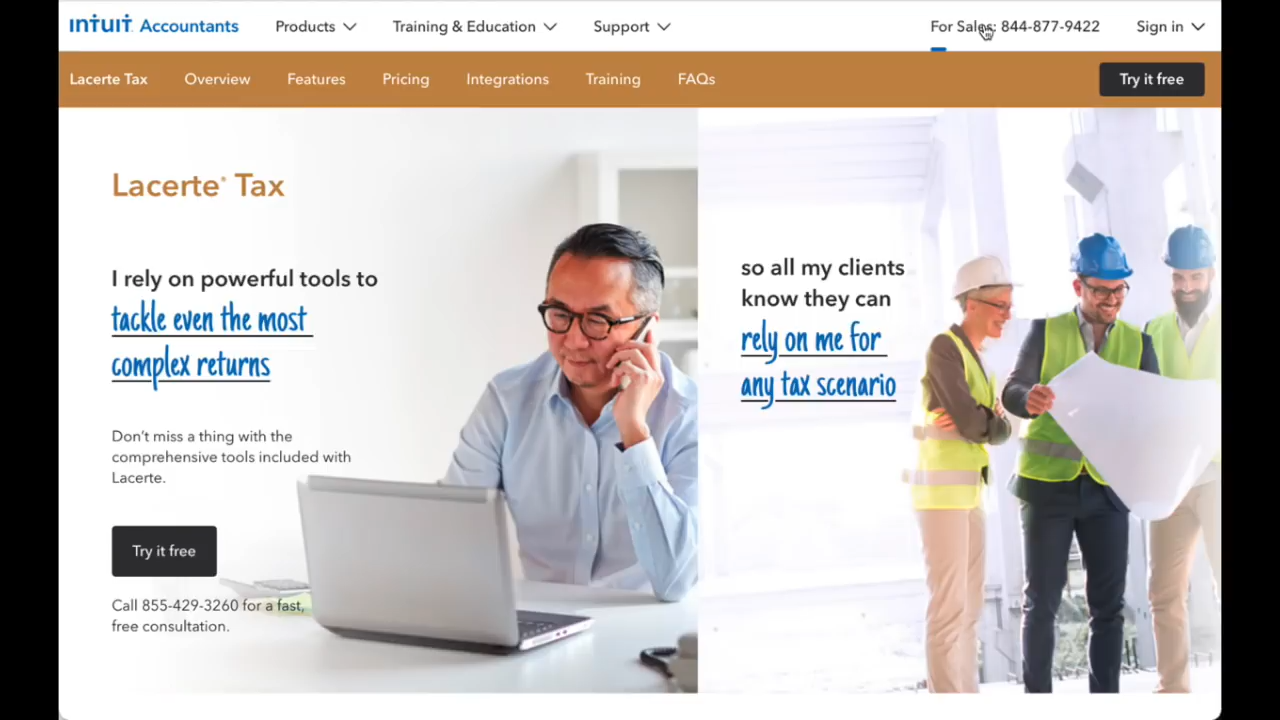 ıntuıt Accountants Products Training & Education Support For Sales: 844-877-9422 Sign in
Lacerte Tax Overview Features Pricing Integrations Training FAQs Try it free
Lacerte® Tax
I rely on powerful tools to
tackle even the most
complex returns
Don't miss a thing with the
comprehensive tools included with
Lacerte.
Try it free
Call 855-429-3260 for a fast,
free consultation.
so all my clients
know they can
rely on me for
any tax scenario